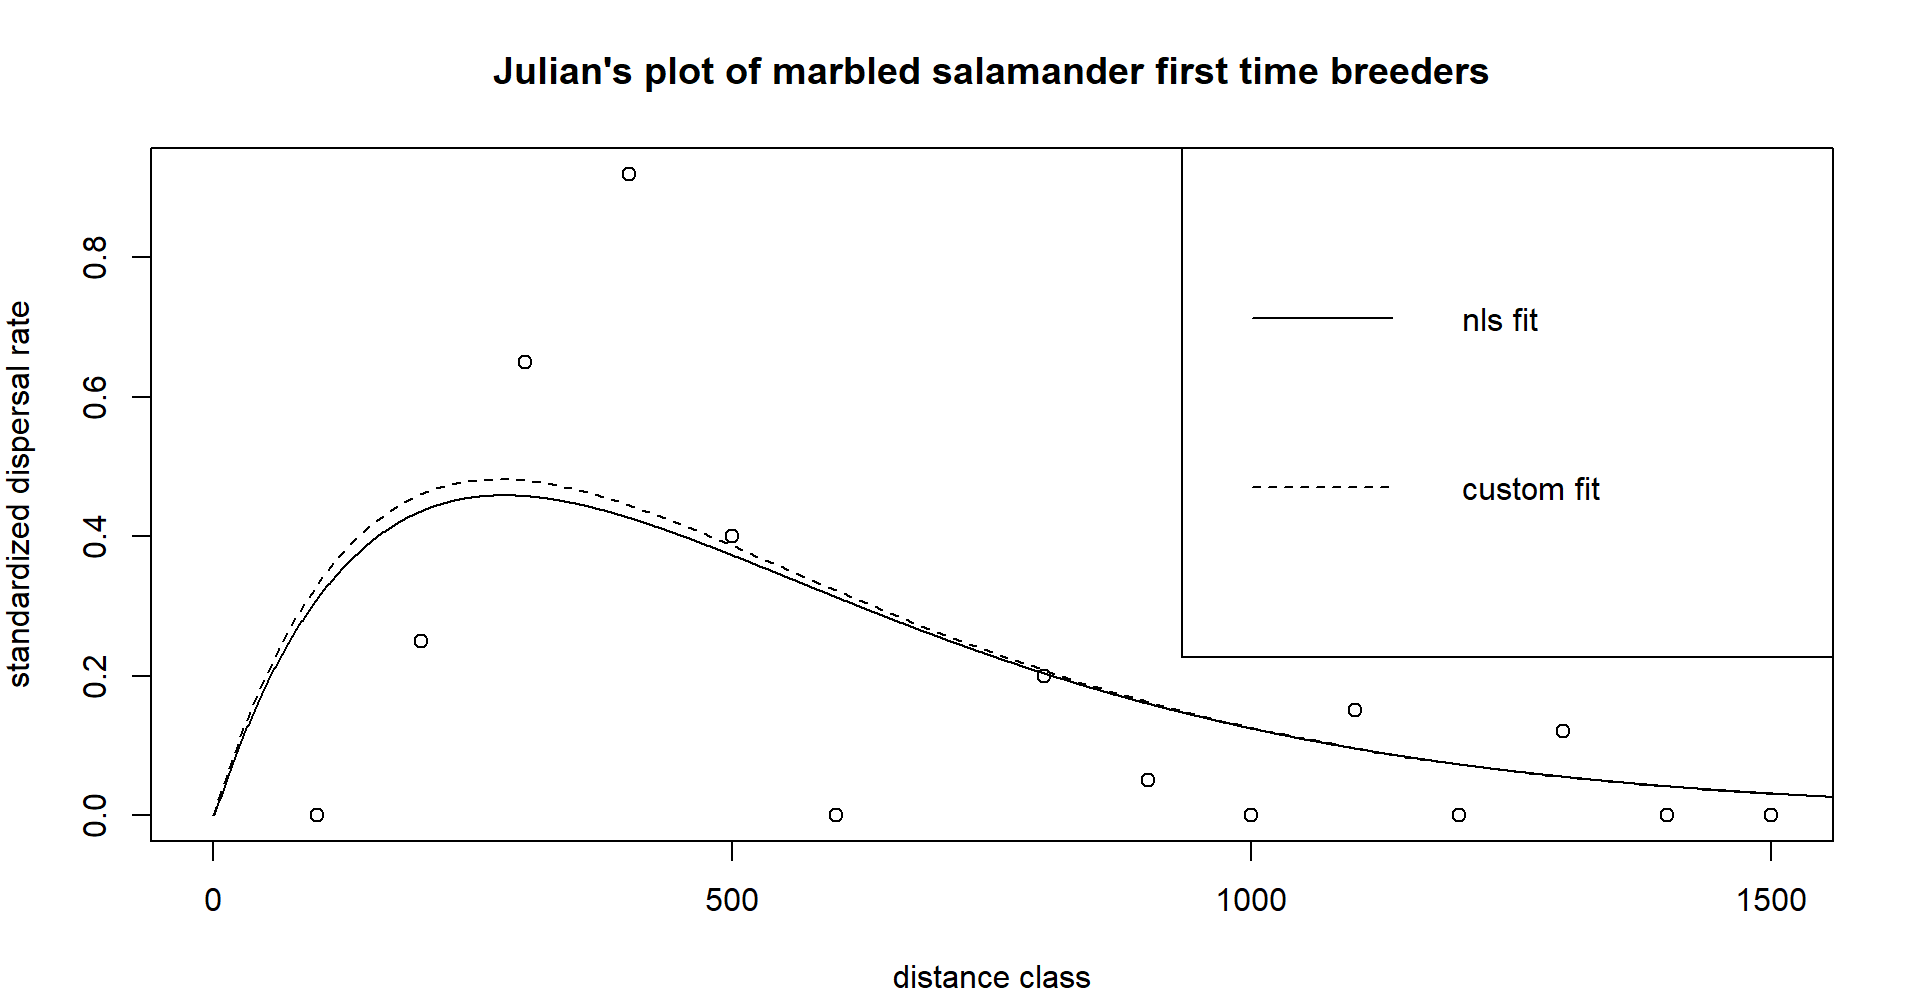 Julian's plot of marbled salamander first time breeders
standardized dispersal rate
0.8
0.6
0.4
0.2
0.0
nls fit
custom fit
0 500 1000 1500
distance class